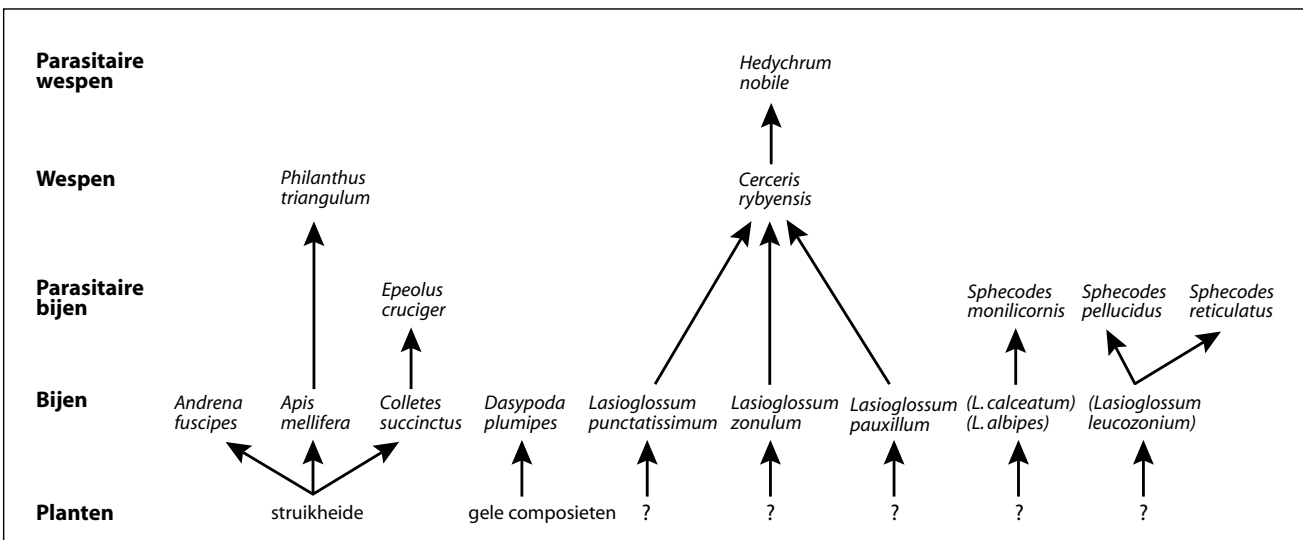 Parasitaire
wespen
Hedychrum
nobile
Wespen
Philanthus
triangulum
Cerceris
rybyensis
Parasitaire
bijen
Epeolus
cruciger
Sphecodes
monilicornis
Sphecodes
pellucidus
Sphecodes
reticulatus
Bijen
Andrena
fuscipes
Apis
mellifera
Colletes
succinctus
Dasypoda
plumipes
Lasioglossum
punctatissimum
Lasioglossum
zonulum
Lasioglossum
pauxillum
(L. calceatum)
(L. albipes)
(Lasioglossum
leucozonium)
Planten
struikheide
gele composieten
?
?
?
?
?